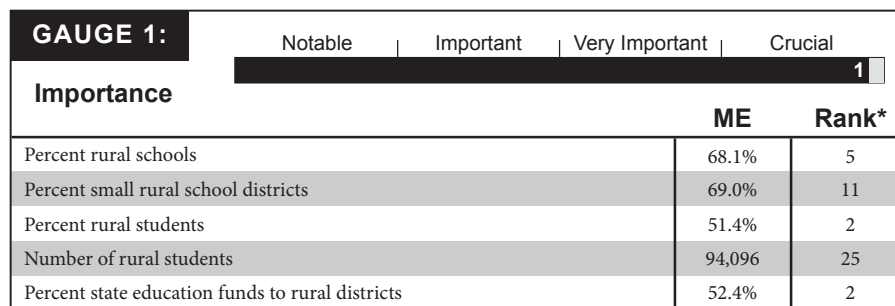 GAUGE 1:
Notable Important Very Important Crucial
1
Importance
ME Rank*
Percent rural schools 68.1% 5
Percent small rural school districts 69.0% 11
Percent rural students 51.4% 2
Number of rural students 94,096 25
Percent state education funds to rural districts 52.4% 2